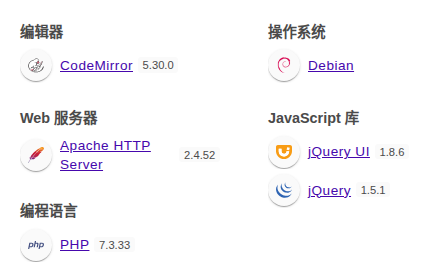 编辑器
CodeMirror 5.30.0
Web 服务器
Apache HTTP
Server 2.4.52
编程语言
php PHP 7.3.33
操作系统
Debian
JavaScript 库
jQuery UI 1.8.6
jQuery 1.5.1